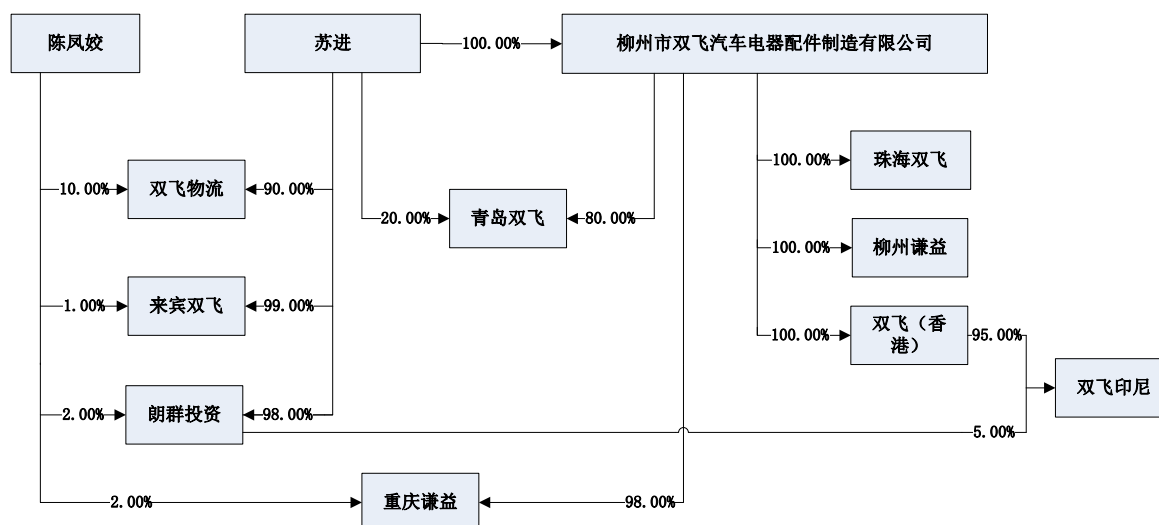 陈凤姣
苏进
100.00%
柳州市双飞汽车电器配件制造有限公司
100.00%
珠海双飞
10.00%
双飞物流
90.00%
20.00%
青岛双飞
80.00%
100.00%
柳州谦益
1.00%
来宾双飞
99.00%
100.00%
双飞（香
港）
95.00%
双飞印尼
2.00%
朗群投资
98.00%
5.00%
2.00%
重庆谦益
98.00%